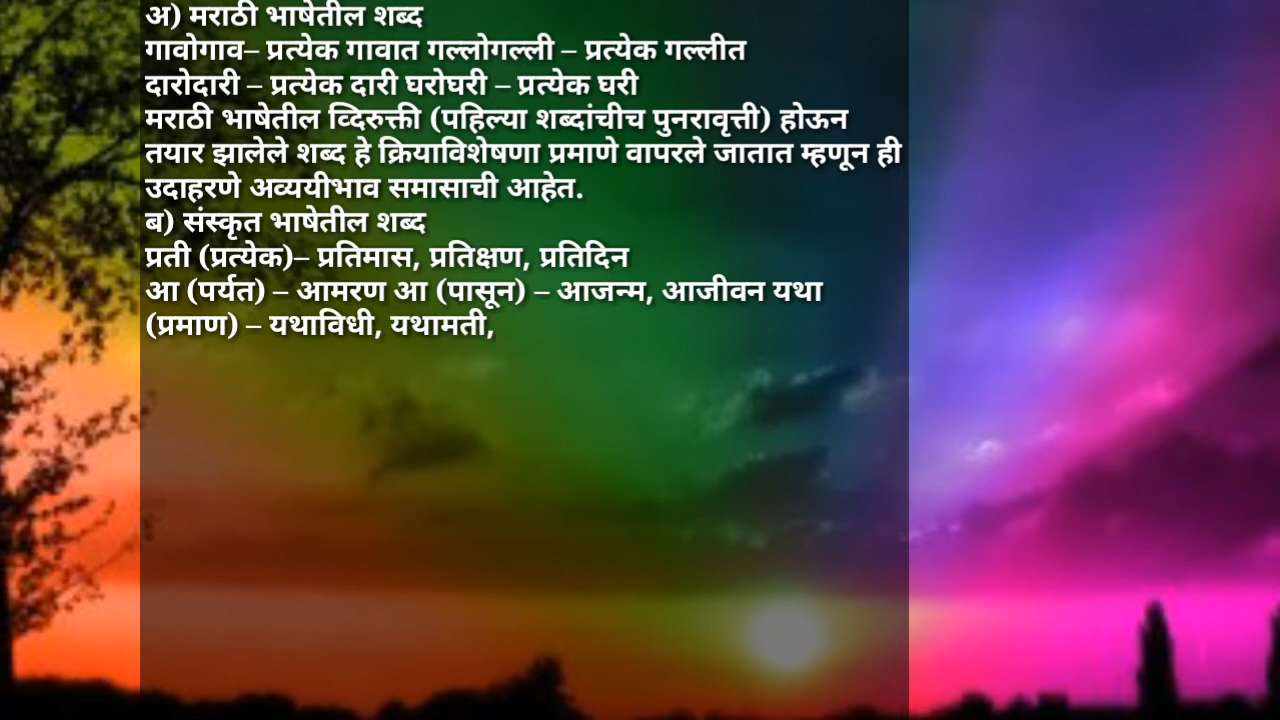 अ) मराठी भाषेतील शब्द
गावोगाव– प्रत्येक गावात गल्लोगल्ली – प्रत्येक गल्लीत
दारोदारी – प्रत्येक दारी घरोघरी – प्रत्येक घरी
मराठी भाषेतील व्दिरुक्ती (पहिल्या शब्दांचीच पुनरावृत्ती) होऊन
तयार झालेले शब्द हे क्रियाविशेषणा प्रमाणे वापरले जातात म्हणून ही
उदाहरणे अव्ययीभाव समासाची आहेत.
ब) संस्कृत भाषेतील शब्द
प्रती (प्रत्येक)– प्रतिमास, प्रतिक्षण, प्रतिदिन
आ (पर्यत) – आमरण आ (पासून) – आजन्म, आजीवन यथा
(प्रमाण) – यथाविधी, यथामती,